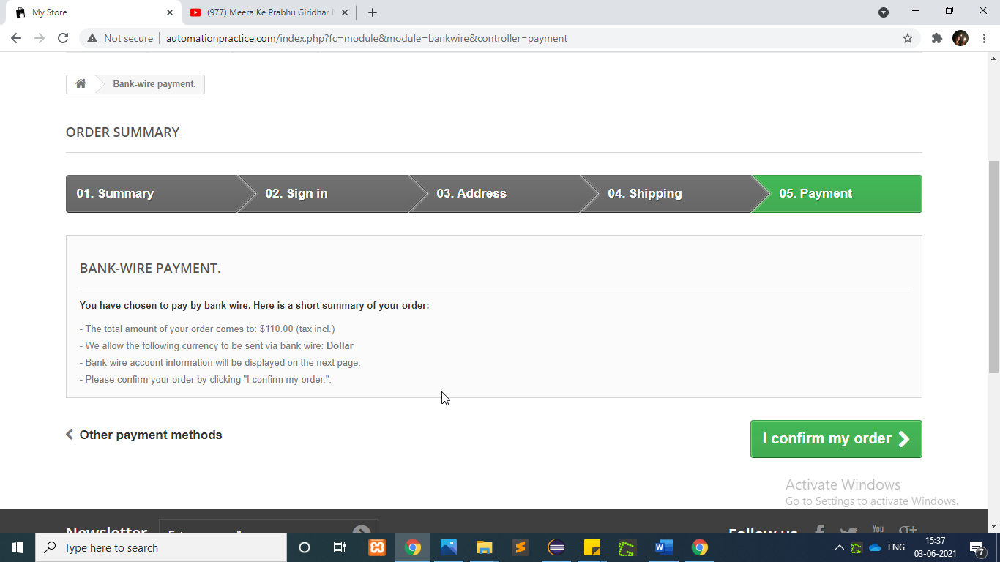 My Store
(977) Meera Ke Prabhu Giridhar
Not secure
automationpractice.com/index.php?fc=module&module=bankwire&controller=payment
Bank-wire payment.
ORDER SUMMARY
01. Summary
02. Sign in
03. Address
04. Shipping
05. Payment
BANK-WIRE PAYMENT.
You have chosen to pay by bank wire. Here is a short summary of your order:
- The total amount of your order comes to: $110.00 (tax incl.)
- We allow the following currency to be sent via bank wire: Dollar
- Bank wire account information will be displayed on the next page.
- Please confirm your order by clicking "I confirm my order.".
Other payment methods
I confirm my order
Activate Windows
Go to Settings to activate Windows.
Newsletter
Follow us
You
g+
Type here to search
W
ENG
15:37
03-06-2021
7